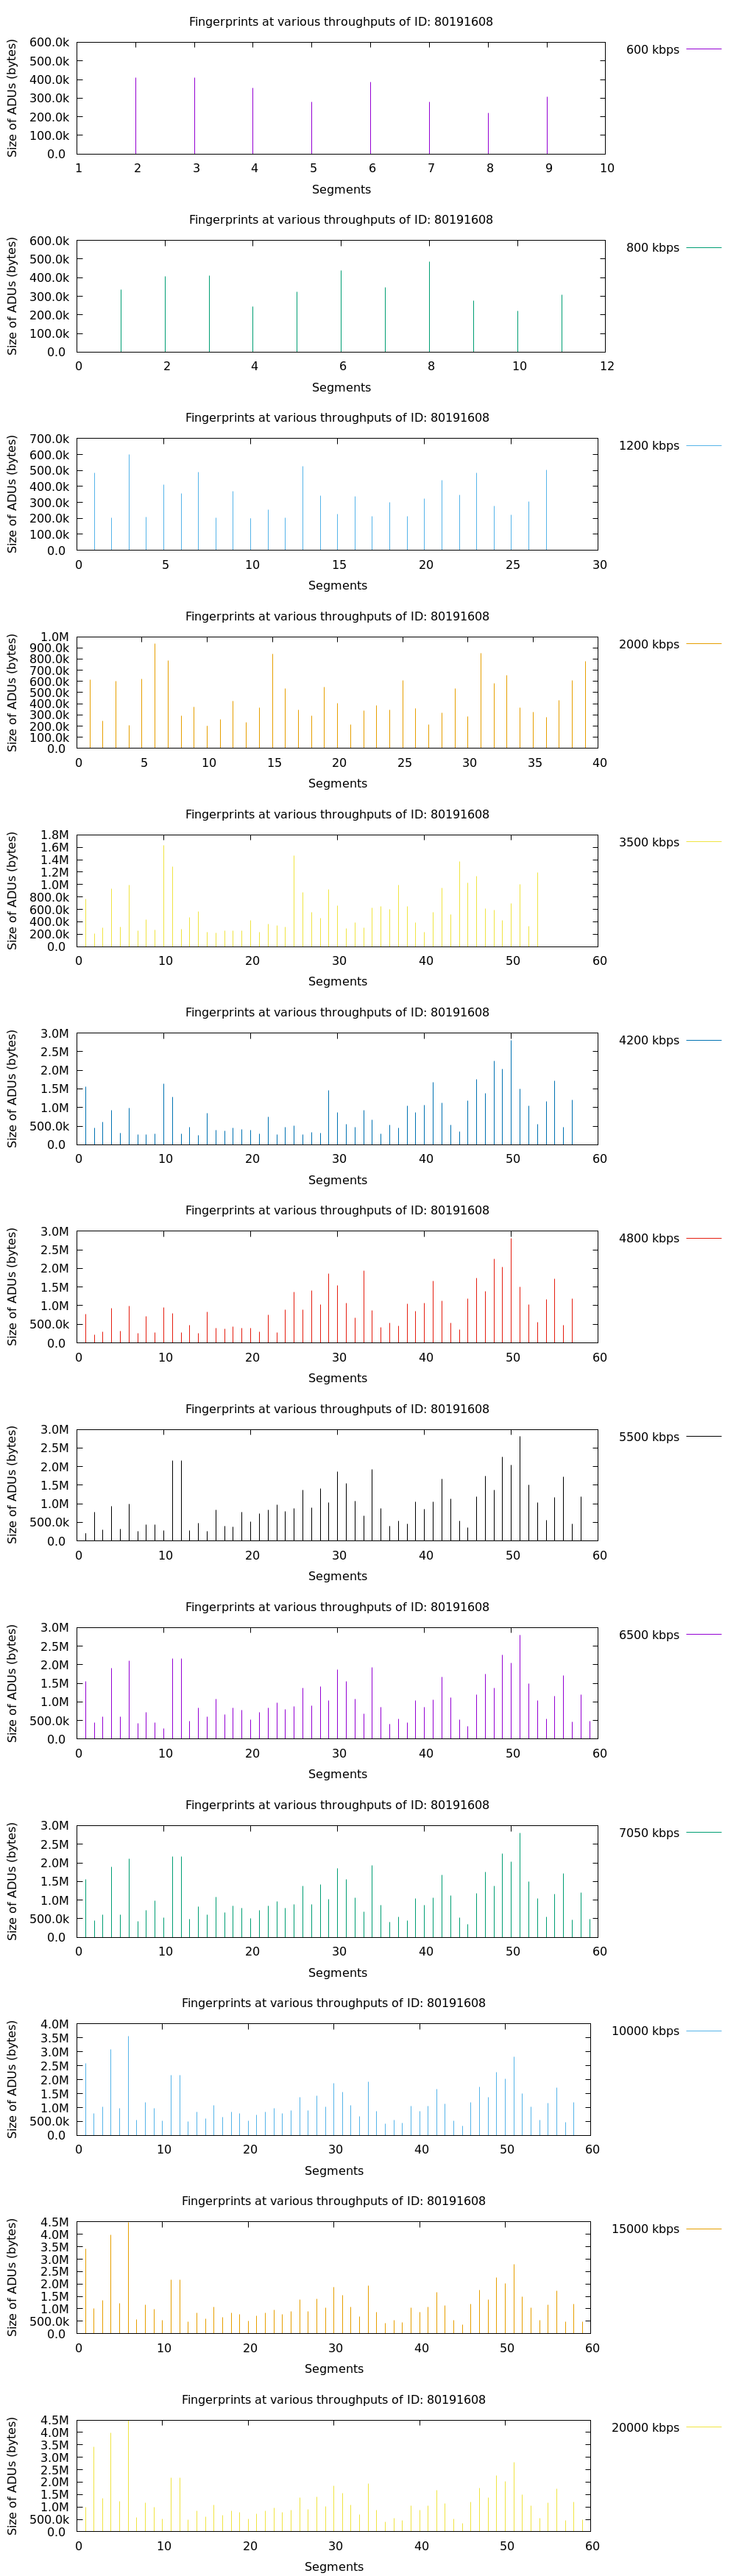 Fingerprints at various throughputs of ID: 80191608
600 kbps
Size of ADUs (bytes)
600.0k
500.0k
400.0k
300.0k
200.0k
100.0k
0.0
1 2 3 4 5 6 7 8 9 10
Segments
Fingerprints at various throughputs of ID: 80191608
800 kbps
Size of ADUs (bytes)
600.0k
500.0k
400.0k
300.0k
200.0k
100.0k
0.0
0 2 4 6 8 10 12
Segments
Fingerprints at various throughputs of ID: 80191608
1200 kbps
Size of ADUs (bytes)
700.0k
600.0k
500.0k
400.0k
300.0k
200.0k
100.0k
0.0
0 5 10 15 20 25 30
Segments
Fingerprints at various throughputs of ID: 80191608
2000 kbps
Size of ADUs (bytes)
1.0M
900.0k
800.0k
700.0k
600.0k
500.0k
400.0k
300.0k
200.0k
100.0k
0.0
0 5 10 15 20 25 30 35 40
Segments
Fingerprints at various throughputs of ID: 80191608
3500 kbps
Size of ADUs (bytes)
1.8M
1.6M
1.4M
1.2M
1.0M
800.0k
600.0k
400.0k
200.0k
0.0
0 10 20 30 40 50 60
Segments
Fingerprints at various throughputs of ID: 80191608
4200 kbps
Size of ADUs (bytes)
3.0M
2.5M
2.0M
1.5M
1.0M
500.0k
0.0
0 10 20 30 40 50 60
Segments
Fingerprints at various throughputs of ID: 80191608
4800 kbps
Size of ADUs (bytes)
3.0M
2.5M
2.0M
1.5M
1.0M
500.0k
0.0
0 10 20 30 40 50 60
Segments
Fingerprints at various throughputs of ID: 80191608
5500 kbps
Size of ADUs (bytes)
3.0M
2.5M
2.0M
1.5M
1.0M
500.0k
0.0
0 10 20 30 40 50 60
Segments
Fingerprints at various throughputs of ID: 80191608
6500 kbps
Size of ADUs (bytes)
3.0M
2.5M
2.0M
1.5M
1.0M
500.0k
0.0
0 10 20 30 40 50 60
Segments
Fingerprints at various throughputs of ID: 80191608
7050 kbps
Size of ADUs (bytes)
3.0M
2.5M
2.0M
1.5M
1.0M
500.0k
0.0
0 10 20 30 40 50 60
Segments
Fingerprints at various throughputs of ID: 80191608
10000 kbps
Size of ADUs (bytes)
4.0M
3.5M
3.0M
2.5M
2.0M
1.5M
1.0M
500.0k
0.0
0 10 20 30 40 50 60
Segments
Fingerprints at various throughputs of ID: 80191608
15000 kbps
Size of ADUs (bytes)
4.5M
4.0M
3.5M
3.0M
2.5M
2.0M
1.5M
1.0M
500.0k
0.0
0 10 20 30 40 50 60
Segments
Fingerprints at various throughputs of ID: 80191608
20000 kbps
Size of ADUs (bytes)
4.5M
4.0M
3.5M
3.0M
2.5M
2.0M
1.5M
1.0M
500.0k
0.0
0 10 20 30 40 50 60
Segments